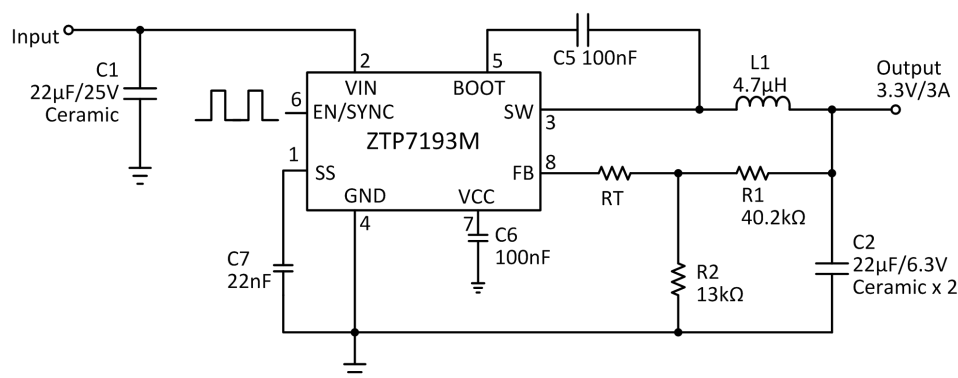 Input
C1
22µF/25V
Ceramic
2
VIN
5
BOOT
C5 100nF
L1
4.7µH
Output
3.3V/3A
6
EN/SYNC
SW
3
ZTP7193M
1
SS
FB
8
RT
R1
40.2kΩ
GND
4
VCC
7
C6
100nF
C7
22nF
R2
13kΩ
C2
22µF/6.3V
Ceramic x 2